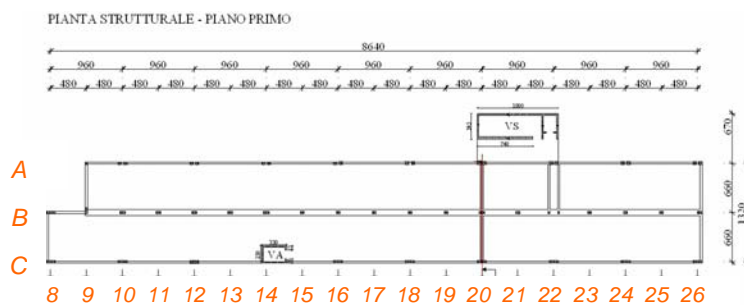 PIANTA STRUTTURALE - PIANO PRIMO
8640
960 960 960 960 960 960 960 960 960
480 480 480 480 480 480 480 480 480 480 480 480 480 480 480 480 480 480
VS
670
A
660
B
1320
660
VA
C
8 9 10 11 12 13 14 15 16 17 18 19 20 21 22 23 24 25 26